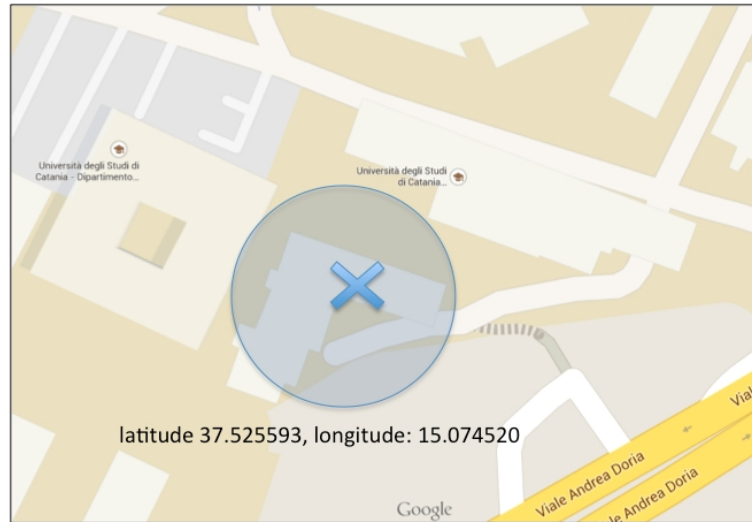 Università degli Studi di
Catania - Dipartimento...
Università degli Studi
di Catania...
latitude 37.525593, longitude: 15.074520
Google
Viale Andrea Doria
Viale Andrea Doria
Via